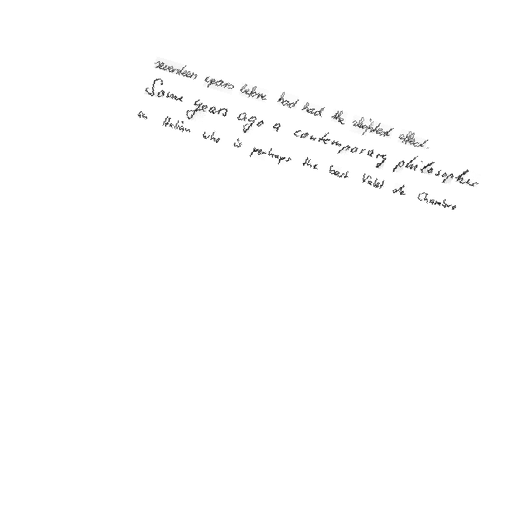 seventeen years before had had the slightest effect.
Some years ago a contemporary philosopher
an Italian who is perhaps the best Valet de Chambre